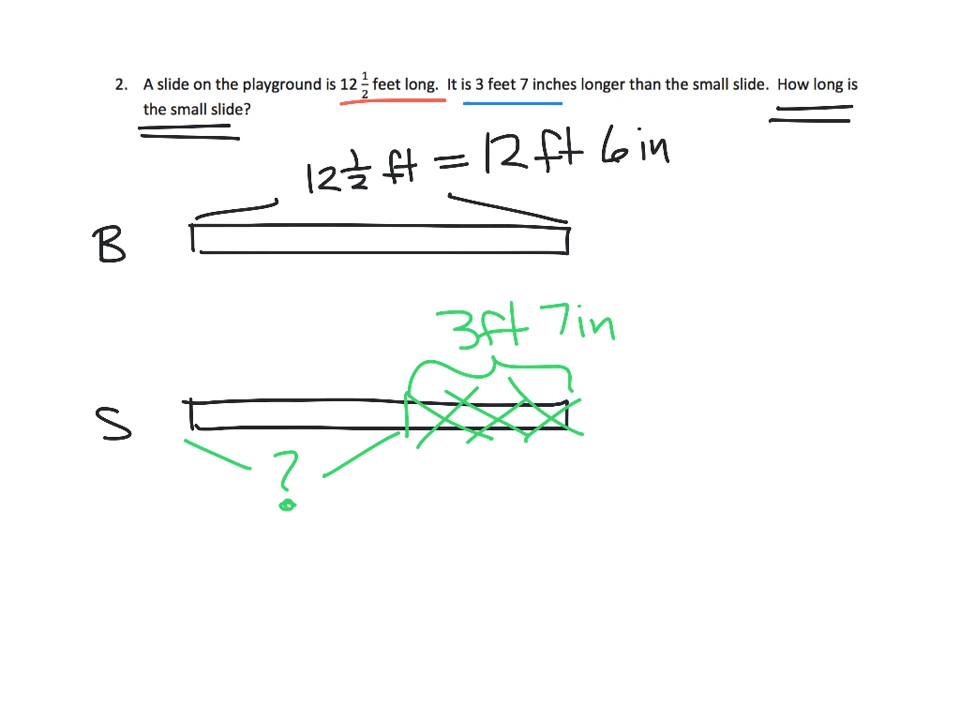 2. A slide on the playground is 12 1/2 feet long. It is 3 feet 7 inches longer than the small slide. How long is
the small slide?
12 1/2 ft = 12 ft 6 in
B
3ft 7in
S
?